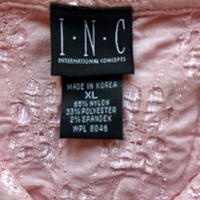 I·N·C
INTERNATIONAL CONCEPTS
MADE IN KOREA
XL
65% NYLON
33% POLYESTER
2% SPANDEX
WPL 8046